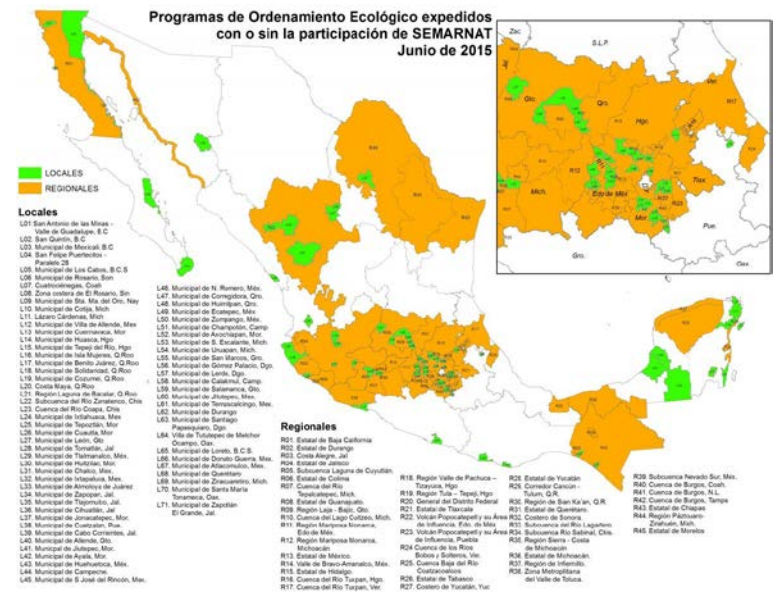 Programas de Ordenamiento Ecológico expedidos
con o sin la participación de SEMARNAT
Junio de 2015
Zac.
S.L.P.
Jal.
Gto.
Qro.
Ver.
R17
Hgo.
Mich.
R12
Edo de Méx
Tlax.
Mor.
R23
Pue.
Gro.
Oax.
LOCALES
REGIONALES
Locales
L01 San Antonio de las Minas -
Valle de Guadalupe, B.C
L02. San Quintín, B.C
L03. Municipal de Mexicali. B.C
L04. San Felipe Puertecitos -
Paralelo 28
L05. Municipal de Los Cabos, B.C.S
L06. Municipal de Rosario, Son
L07. Cuatrociénegas, Coah
L08. Zona costera de El Rosario, Sin
L09. Municipal de Sta. Ma. del Oro, Nay
L10. Municipal de Cotija, Mich
L11. Lázaro Cárdenas, Mich
L12. Municipal de Villa de Allende, Mex
L13. Municipal de Cuernavaca, Mor
L14. Municipal de Huasca, Hgo
L15. Municipal de Tepeji del Río, Hgo
L16. Municipal de Isla Mujeres, Q.Roo
L17. Municipal de Benito Juárez, Q.Roo
L18. Municipal de Solidaridad, Q.Roo
L19. Municipal de Cozumel, Q.Roo
L20. Costa Maya, Q.Roo
L21. Región Laguna de Bacalar, Q.Roo
L22. Subcuenca del Río Zanatenco, Chis
L23. Cuenca del Río Coapa, Chis
L24. Municipal de Ixtlahuaca, Mex
L25. Municipal de Tepoztlán, Mor
L26. Municipal de Cuautla, Mor
L27. Municipal de León, Gto
L28. Municipal de Tomatlán, Jal
L29. Municipal de Tlalmanalco, Méx.
L30. Municipal de Huitzilac, Mor.
L31. Municipal de Chalco, Mex.
L32. Municipal de Ixtapaluca, Mex.
L33. Municipal de Almoloya de Juárez
L34. Municipal de Zapopan, Jal.
L35. Municipal de Tlajomulco, Jal.
L36. Municipal de Cihuatlán, Jal
L37. Municipal de Jonacatepec, Mor.
L38. Municipal de Coatzalan, Pue.
L39. Municipal de Cabo Corrientes, Jal.
L40. Municipal de Allende, Gto.
L41. Municipal de Jiutepec, Mor.
L42. Municipal de Ayala, Mor.
L43. Municipal de Huehuetoca, Méx.
L44. Municipal de Campeche.
L45. Municipal de S José del Rincón, Mex.
L46. Municipal de N. Romero, Méx.
L47. Municipal de Corregidora, Qro.
L48. Municipal de Huimilpan, Qro.
L49. Municipal de Ecatepec, Méx
L50. Municipal de Zumpango, Méx.
L51. Municipal de Champotón, Camp
L52. Municipal de Axochiapan, Mor.
L53. Municipal de S. Escalante, Mich.
L54. Municipal de Uruapan, Mich.
L55. Municipal de San Marcos, Gro.
L56. Municipal de Gómez Palacio, Dgo.
L57. Municipal de Lerdo, Dgo.
L58. Municipal de Calakmul, Camp.
L59. Municipal de Salamanca, Gto.
L60. Municipal de Jilotepec, Mex.
L61. Municipal de Temascalcingo, Mex.
L62. Municipal de Durango
L63. Municipal de Santiago
Papasquiaro, Dgo.
L64. Villa de Tututepec de Melchor
Ocampo, Oax.
L65. Municipal de Loreto, B.C.S.
L66. Municipal de Donato Guerra, Mex.
L67. Municipal de Atlacomulco, Mex.
L68. Municipal de Querétaro
L69. Municipal de Ziracuaretiro, Mich.
L70. Municipal de Santa María
Tonameca, Oax.
L71. Municipal de Zapotlán
El Grande, Jal.
Regionales
R01. Estatal de Baja California
R02. Estatal de Durango
R03. Costa Alegre, Jal
R04. Estatal de Jalisco
R05. Subcuenca Laguna de Cuyutlán
R06. Estatal de Colima
R07. Cuenca del Río
Tepalcatepec, Mich.
R08. Estatal de Guanajuato.
R09. Región Laja - Bajío, Gto.
R10. Cuenca del Lago Cuitzeo, Mich.
R11. Región Mariposa Monarca,
Edo de Méx.
R12. Región Mariposa Monarca,
Michoacán
R13. Estatal de México.
R14. Valle de Bravo-Amanalco, Méx.
R15. Estatal de Hidalgo.
R16. Cuenca del Río Tuxpan, Hgo.
R17. Cuenca del Río Tuxpan, Ver.
R18. Región Valle de Pachuca –
Tizayuca, Hgo
R19. Región Tula – Tepeji, Hgo
R20. General del Distrito Federal
R21. Estatal de Tlaxcala
R22. Volcán Popocatepetl y su Área
de Influencia, Edo. de Méx
R23. Volcán Popocatepetl y su Área
de Influencia, Puebla
R24. Cuenca de los Ríos
Bobos y Solteros, Ver.
R25. Cuenca Baja del Río
Coatzacoalcos
R26. Estatal de Tabasco
R27. Costero de Yucatán, Yuc
R28. Estatal de Yucatán
R29. Corredor Cancún -
Tulum, Q.R.
R30. Región de Sian Ka'an, Q.R.
R31. Estatal de Querétaro.
R32. Costero de Sonora
R33. Subcuenca del Río Lagartero
R34. Subcuenca Río Sabinal, Chis.
R35. Región Sierra - Costa
de Michoacán
R36. Estatal de Michoacán
R37. Región de Infiernillo.
R38. Zona Metroplitana
del Valle de Toluca.
R39. Subcuenca Nevado Sur, Mex.
R40. Cuenca de Burgos, Coah.
R41. Cuenca de Burgos, N.L.
R42. Cuenca de Burgos, Tamps
R43. Estatal de Chiapas
R44. Región Pátzcuaro-
Zirahuén, Mich.
R45. Estatal de Morelos